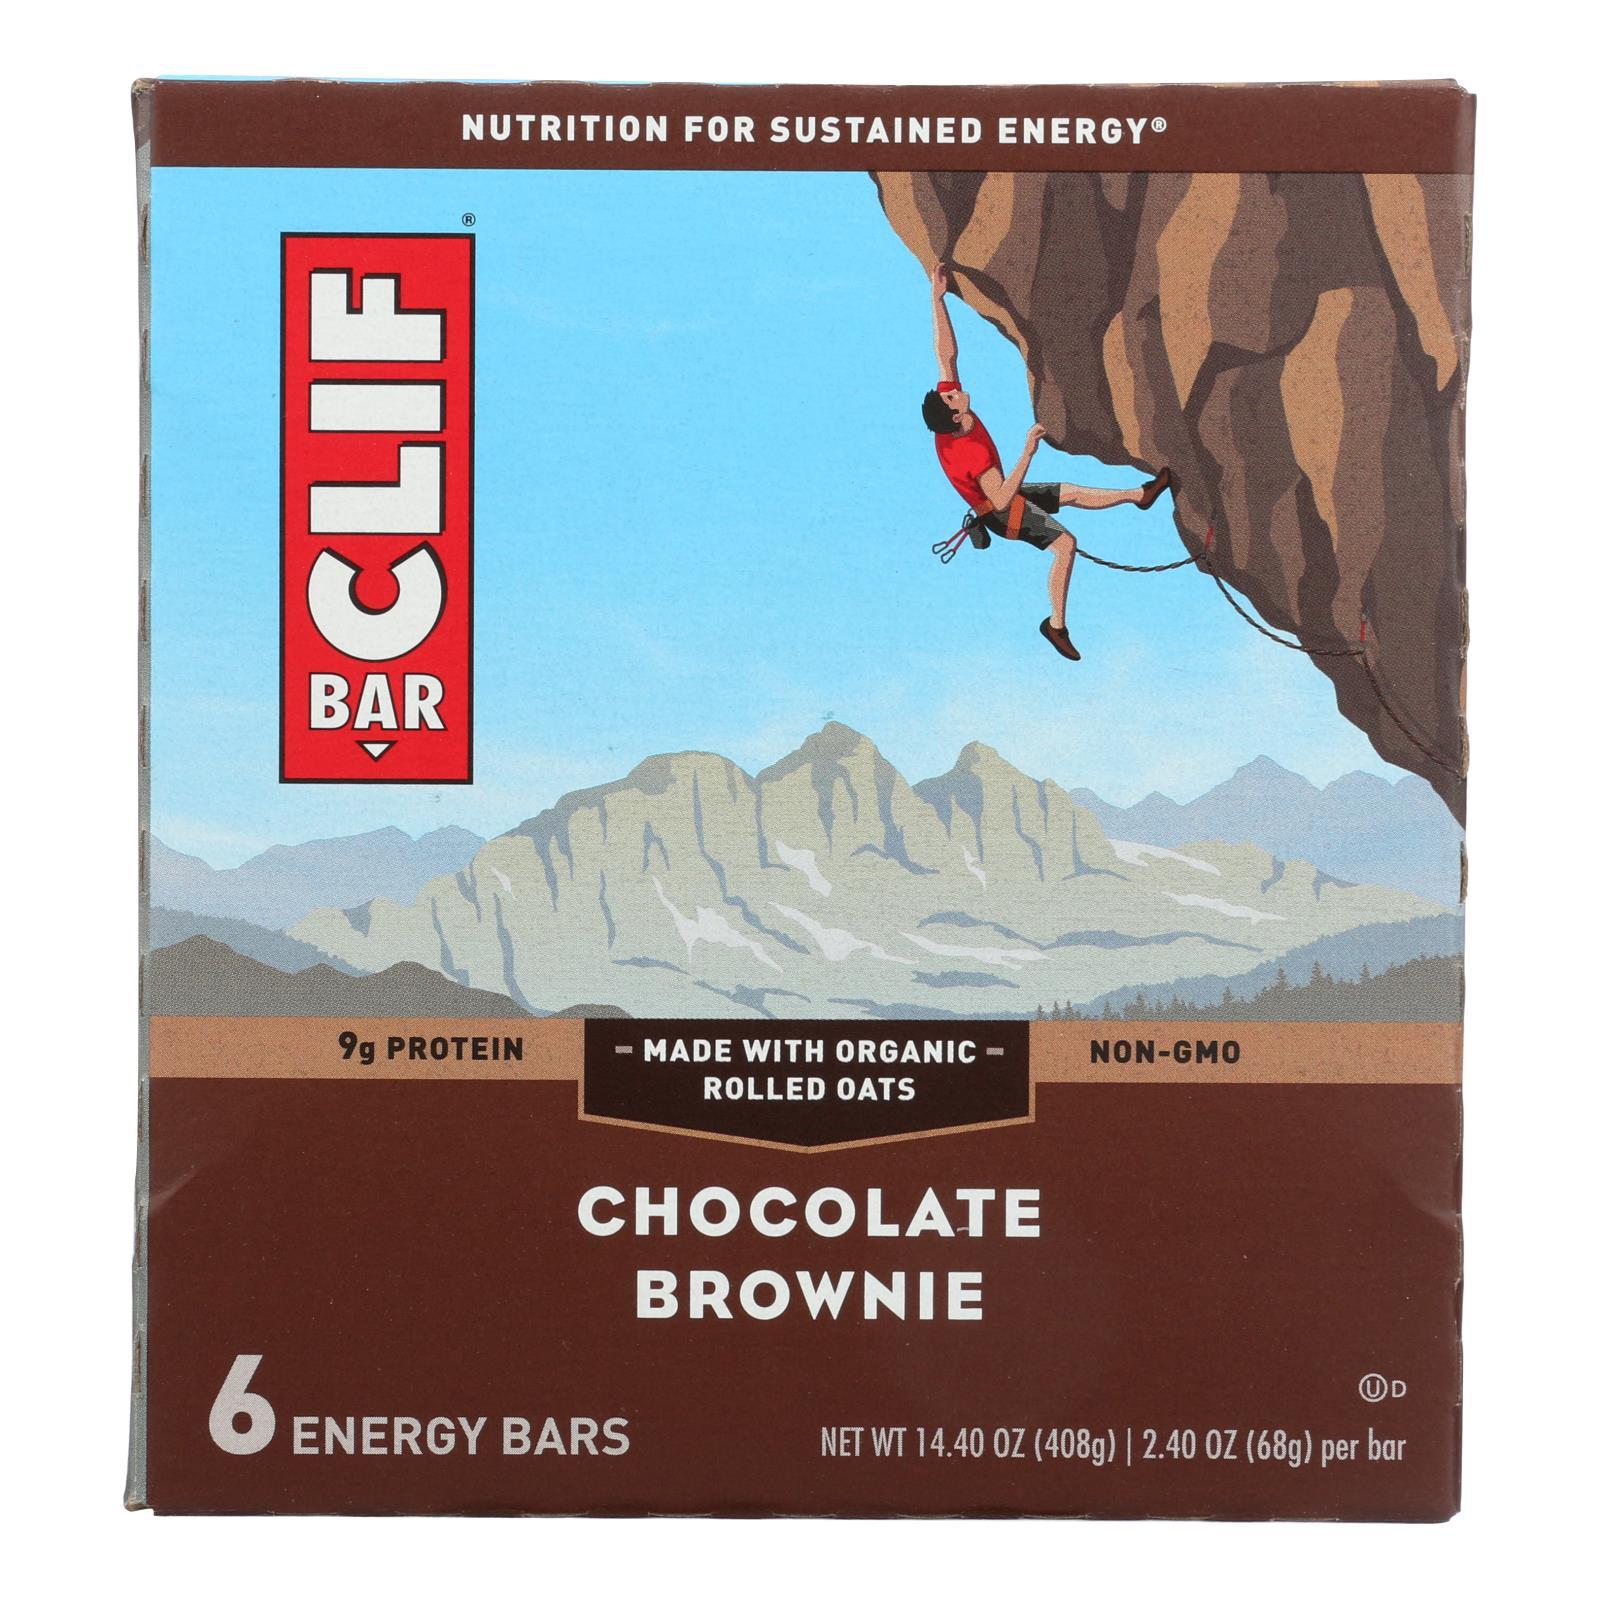 NUTRITION FOR SUSTAINED ENERGY®
CLIF®
BAR
9g PROTEIN
- MADE WITH ORGANIC -
ROLLED OATS
NON-GMO
CHOCOLATE
BROWNIE
6 ENERGY BARS
U D
NET WT 14.40 OZ (408g) | 2.40 OZ (68g) per bar